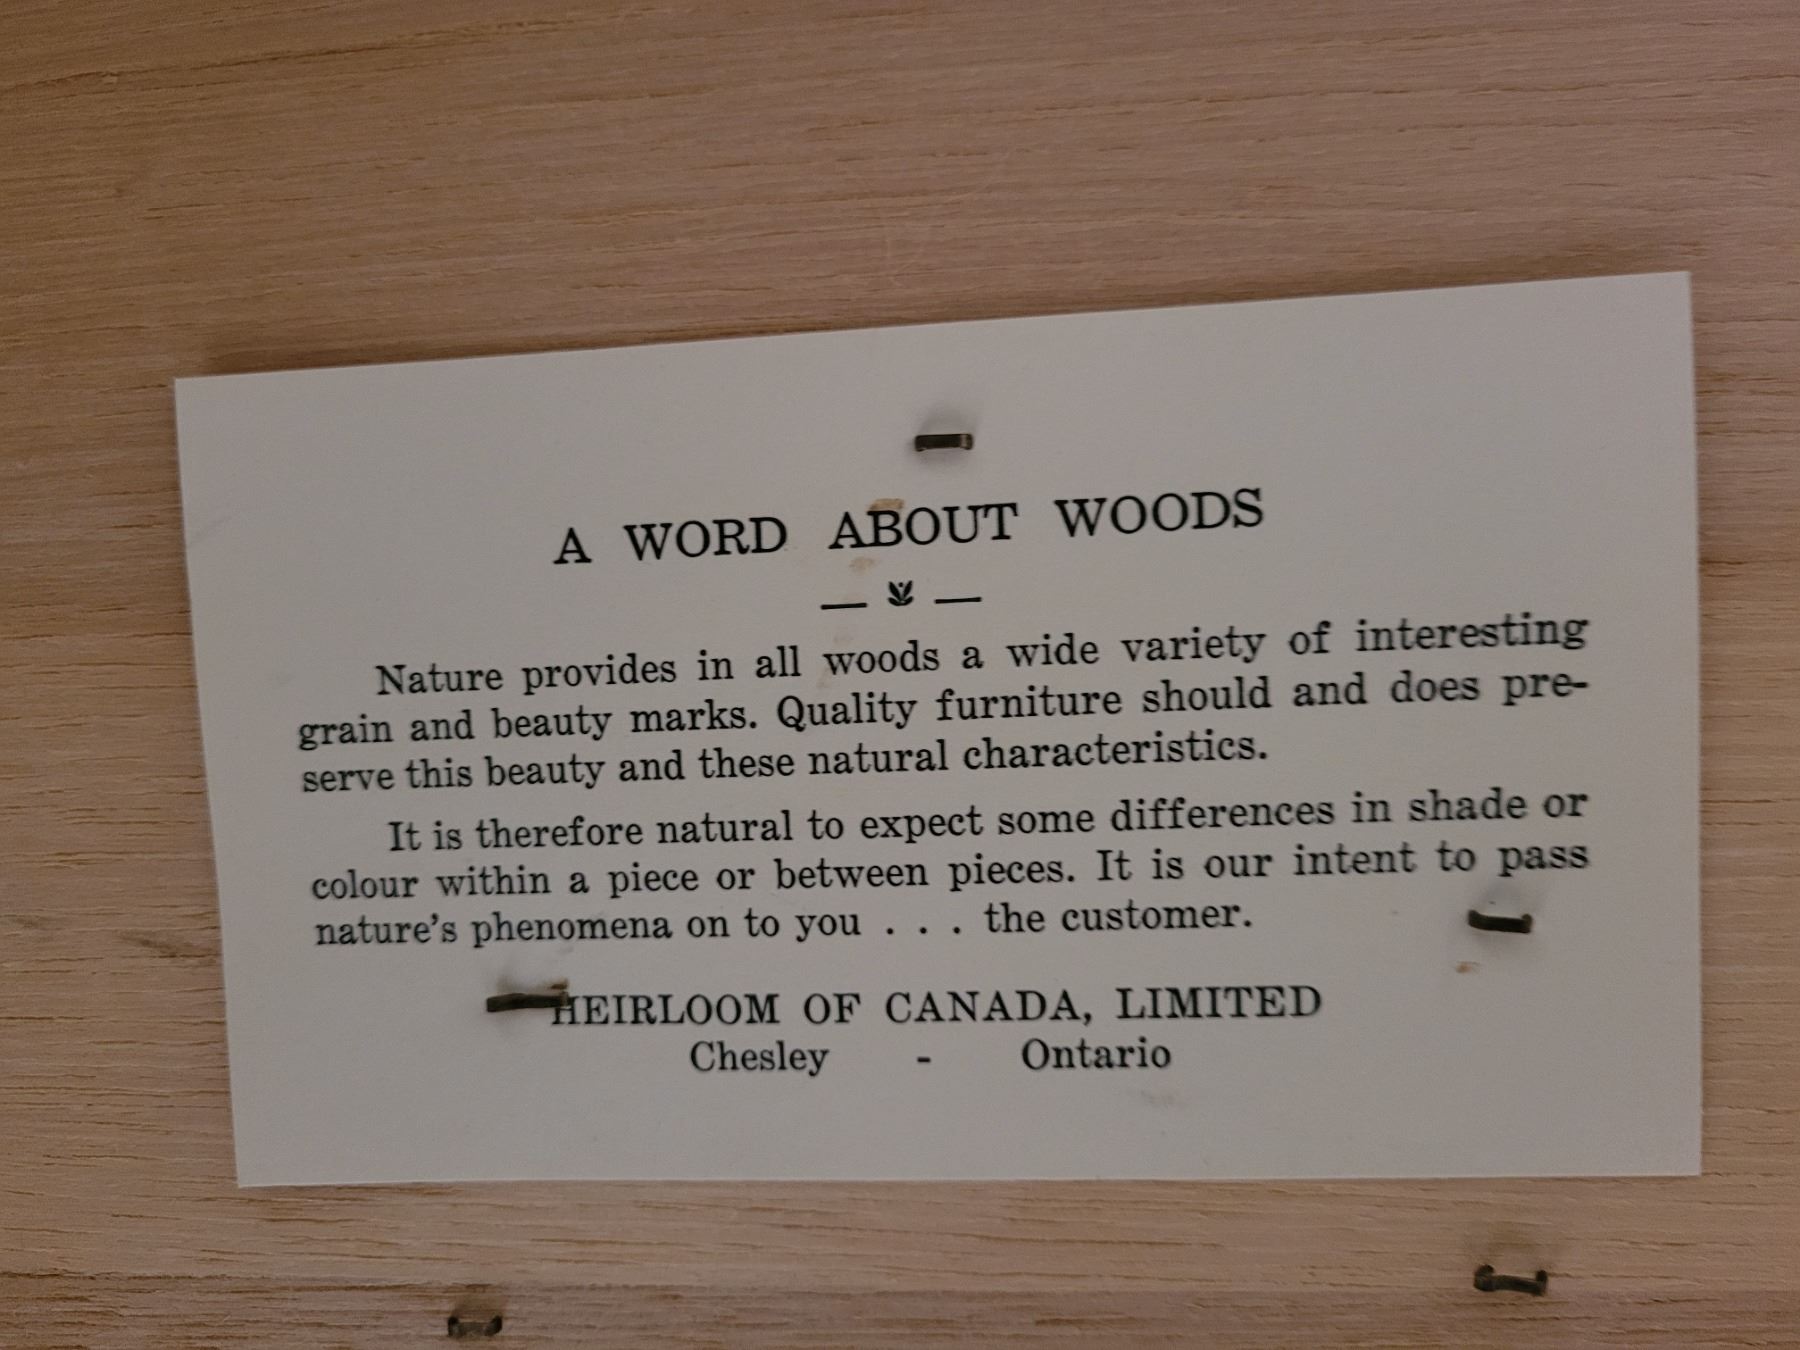 A WORD ABOUT WOODS
Nature provides in all woods a wide variety of interesting
grain and beauty marks. Quality furniture should and does pre-
serve this beauty and these natural characteristics.
It is therefore natural to expect some differences in shade or
colour within a piece or between pieces. It is our intent to pass
nature's phenomena on to you . . . the customer.
HEIRLOOM OF CANADA, LIMITED
Chesley - Ontario